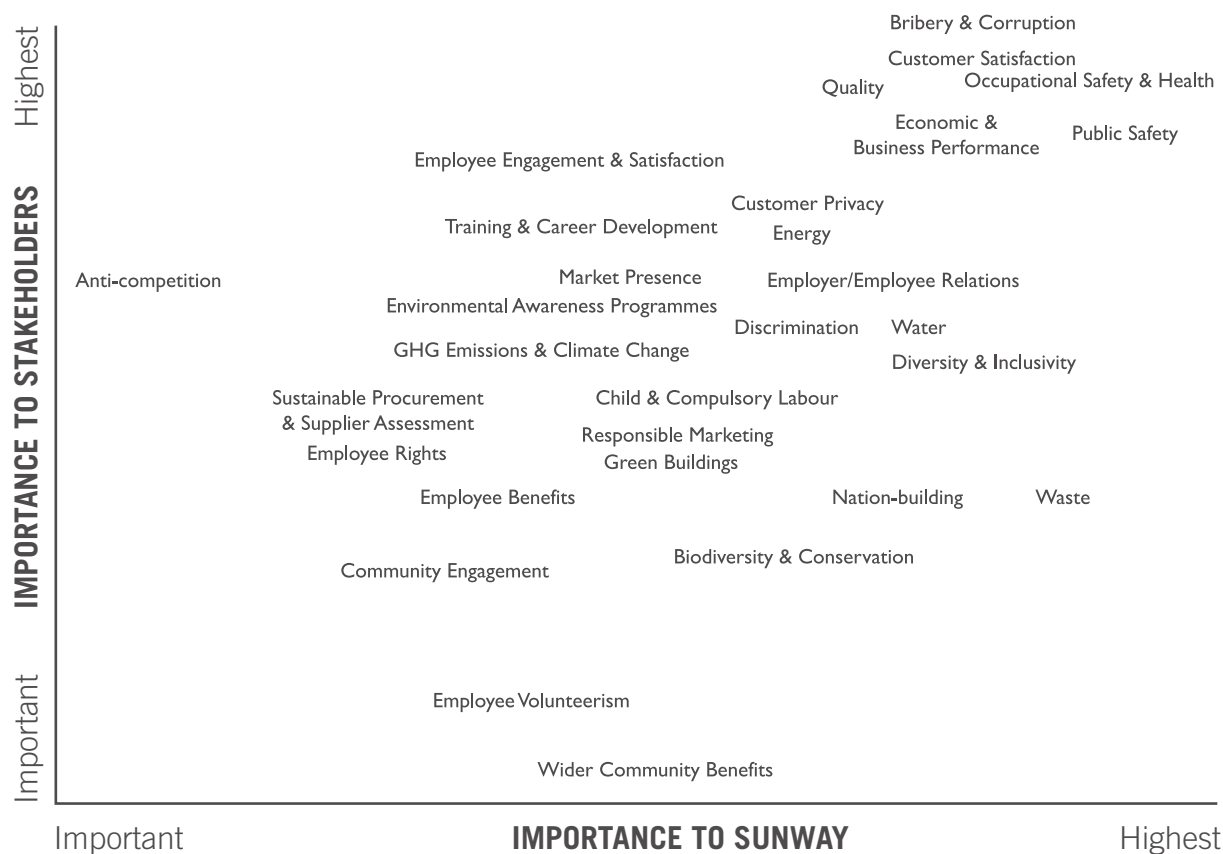 Bribery & Corruption
Customer Satisfaction
Occupational Safety & Health
Quality
Economic &
Business Performance
Public Safety
Employee Engagement & Satisfaction
Customer Privacy
Training & Career Development
Energy
Anti-competition
Market Presence
Employer/Employee Relations
Environmental Awareness Programmes
Discrimination
Water
GHG Emissions & Climate Change
Diversity & Inclusivity
Sustainable Procurement
& Supplier Assessment
Child & Compulsory Labour
Responsible Marketing
Employee Rights
Green Buildings
Employee Benefits
Nation-building
Waste
Biodiversity & Conservation
Community Engagement
Employee Volunteerism
Wider Community Benefits
Highest
IMPORTANCE TO STAKEHOLDERS
Important
Important
IMPORTANCE TO SUNWAY
Highest